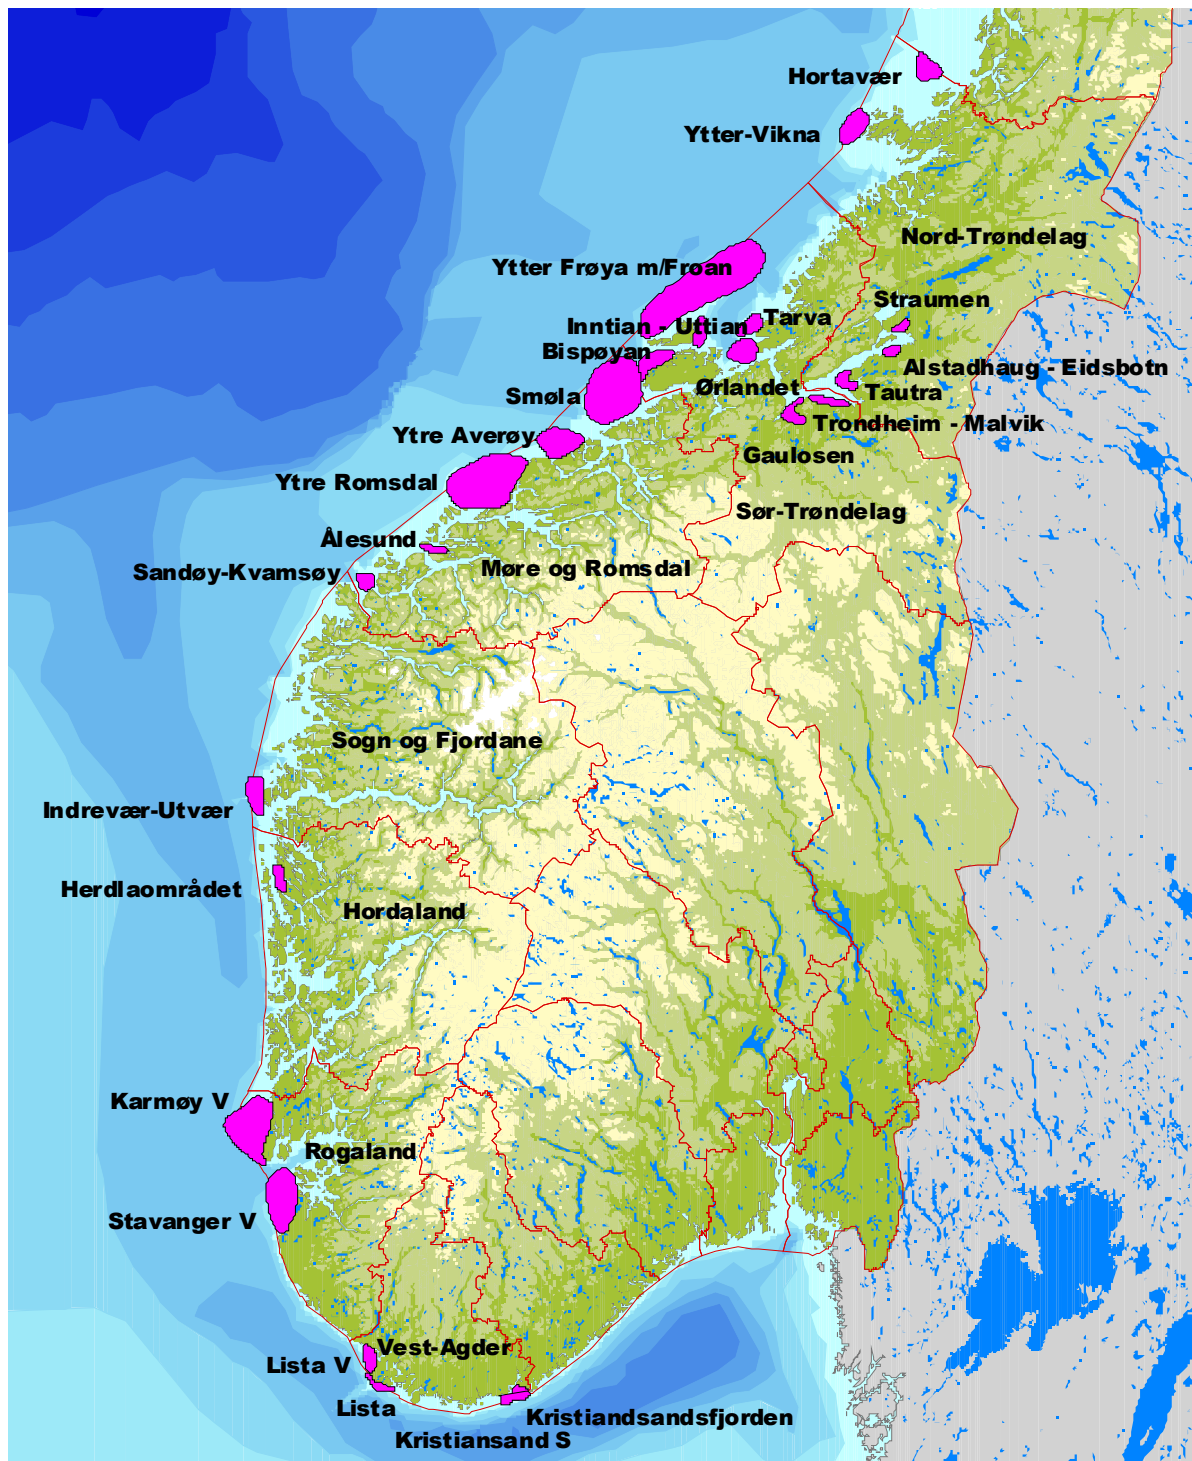 Hortavær
Ytter-Vikna
Nord-Trøndelag
Ytter Frøya m/Frøan
Straumen
Tarva
Inntian - Uttian
Bispøyan
Alstadhaug - Eidsbotn
Ørlandet
Tautra
Smøla
Trondheim - Malvik
Ytre Averøy
Gaulosen
Ytre Romsdal
Sør-Trøndelag
Ålesund
Møre og Romsdal
Sandøy-Kvamsøy
Sogn og Fjordane
Indrevær-Utvær
Herdlaområdet
Hordaland
Karmøy V
Rogaland
Stavanger V
Vest-Agder
Lista V
Lista
Kristiandsandsfjorden
Kristiansand S